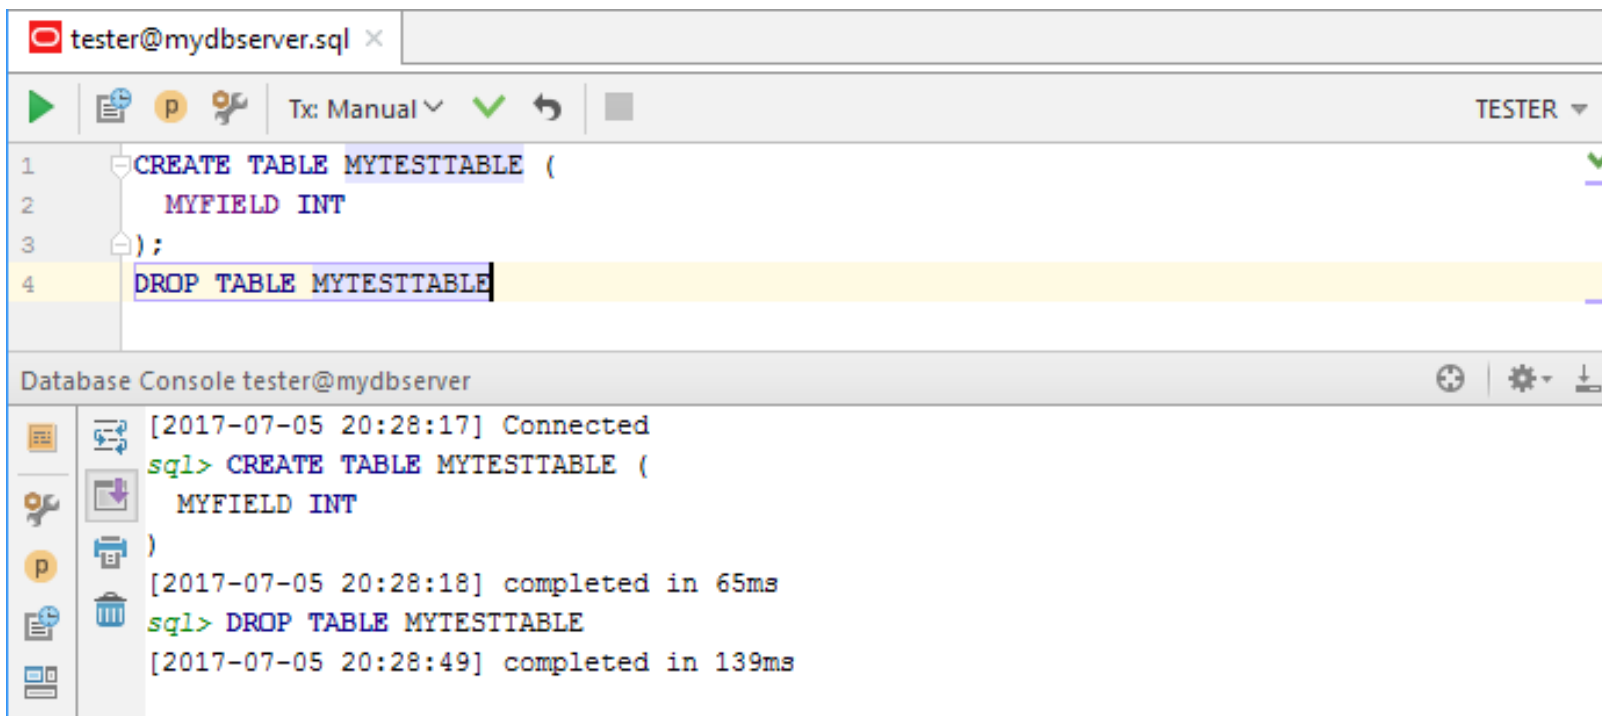 tester@mydbserver.sql
Tx: Manual
TESTER
1 CREATE TABLE MYTESTTABLE (
2 MYFIELD INT
3 );
4 DROP TABLE MYTESTTABLE
Database Console tester@mydbserver
[2017-07-05 20:28:17] Connected
sql> CREATE TABLE MYTESTTABLE (
MYFIELD INT
)
[2017-07-05 20:28:18] completed in 65ms
sql> DROP TABLE MYTESTTABLE
[2017-07-05 20:28:49] completed in 139ms